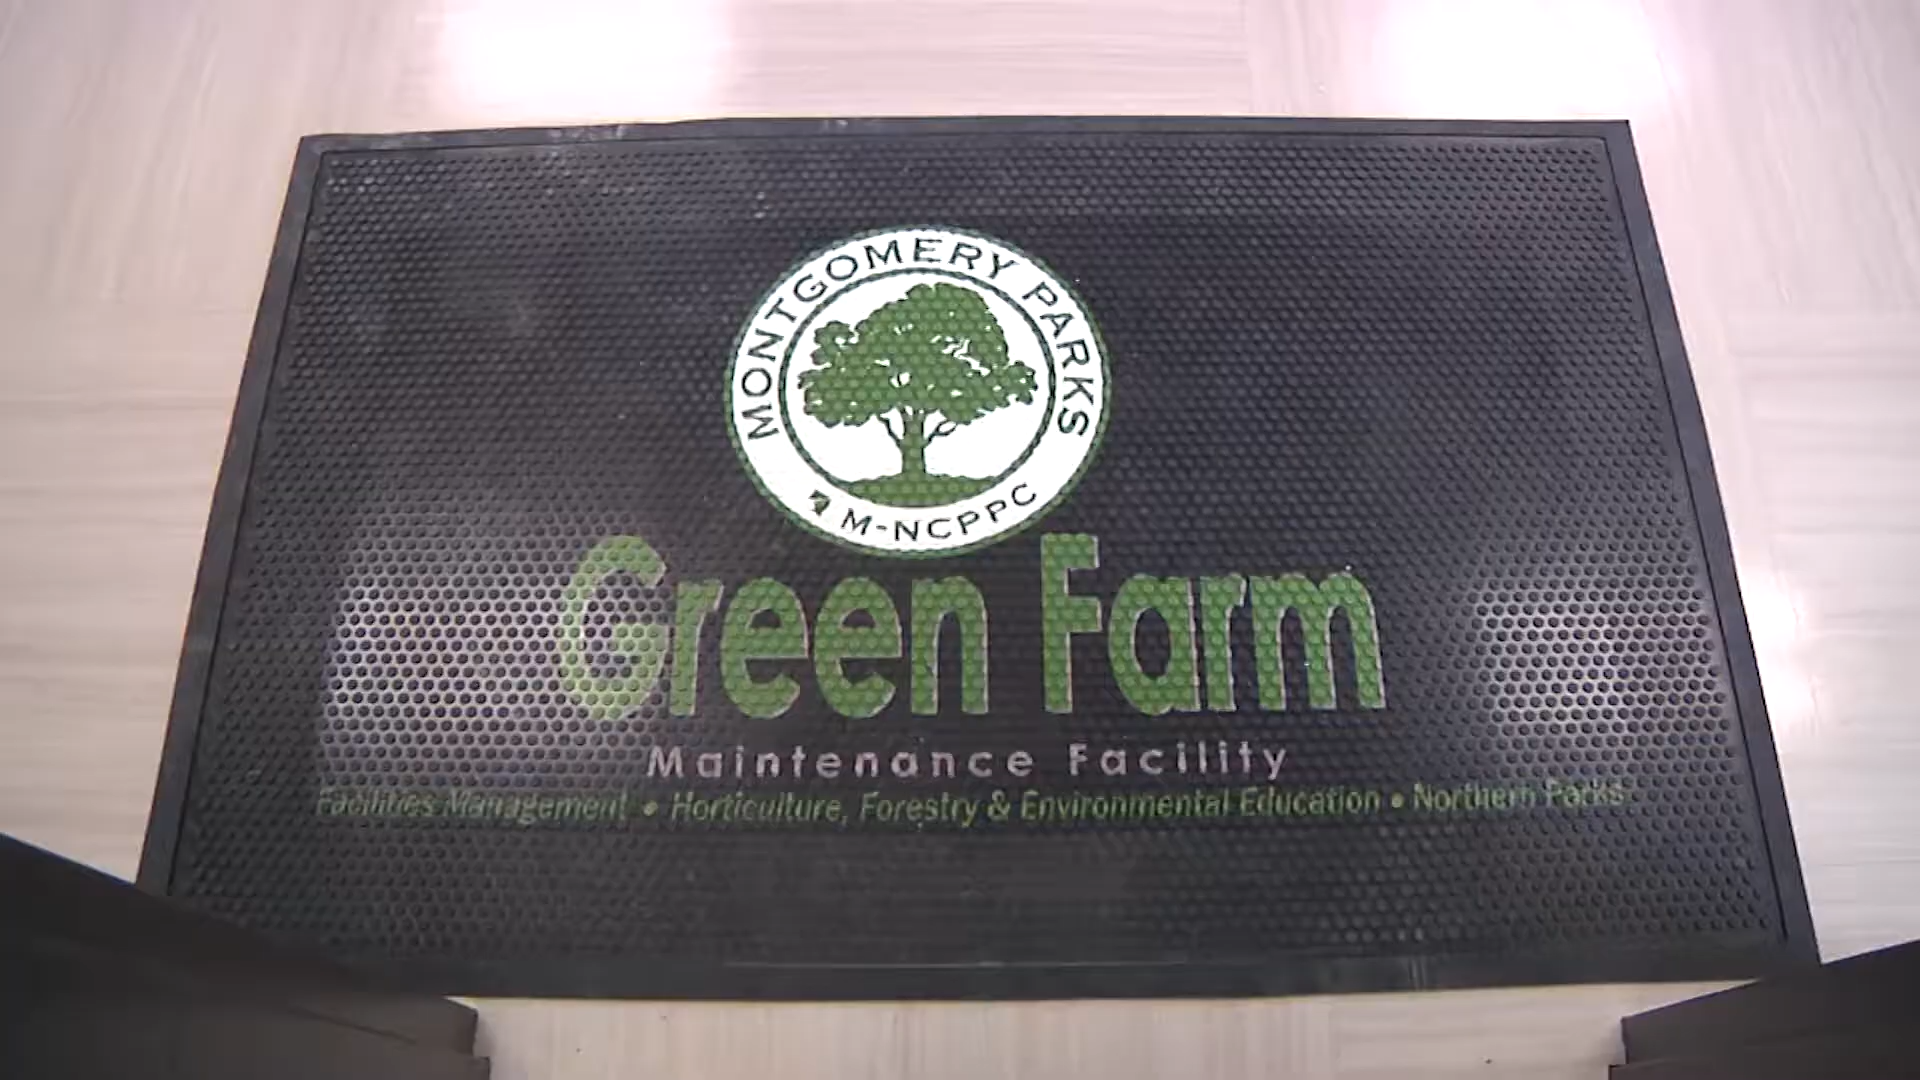 MONTGOMERY PARKS
M-NCPPC
Green Farm
Maintenance Facility
Facilities Management • Horticulture, Forestry & Environmental Education • Northern Parks